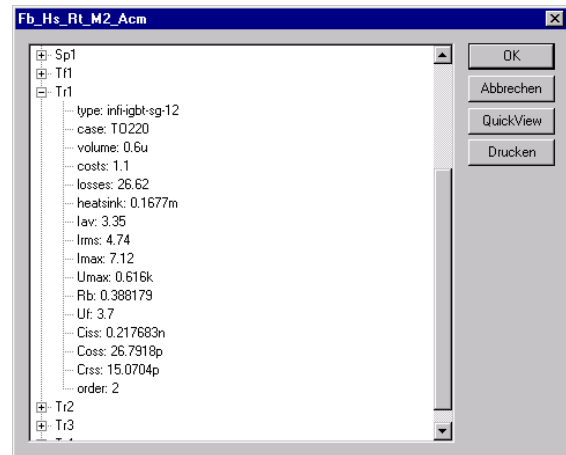 Fb_Hs_Rt_M2_Acm
Sp1
Tf1
Tr1
type: infi-igbt-sg-12
case: TO220
volume: 0.6u
costs: 1.1
losses: 26.62
heatsink: 0.1677m
Iav: 3.35
Irms: 4.74
Imax: 7.12
Umax: 0.616k
Rb: 0.388179
Uf: 3.7
Ciss: 0.217683n
Coss: 26.7918p
Crss: 15.0704p
order: 2
Tr2
Tr3
OK
Abbrechen
QuickView
Drucken